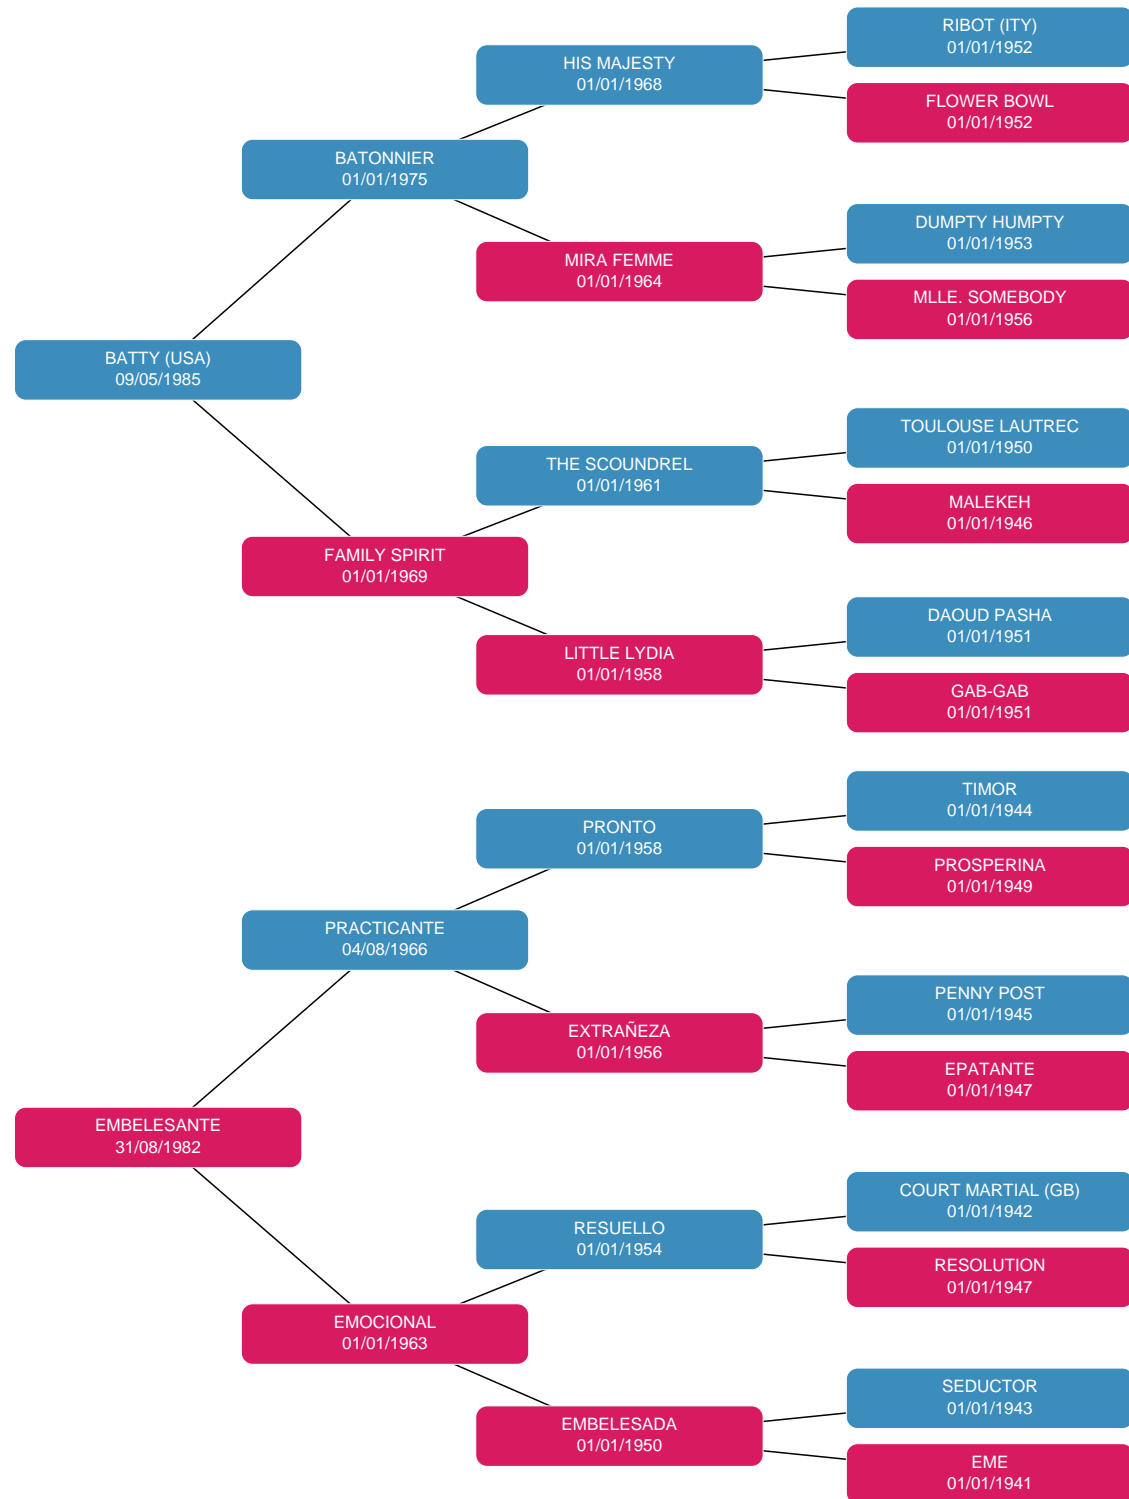 RIBOT (ITY)
01/01/1952
HIS MAJESTY
01/01/1968
FLOWER BOWL
01/01/1952
BATONNIER
01/01/1975
DUMPTY HUMPTY
01/01/1953
MIRA FEMME
01/01/1964
MLLE. SOMEBODY
01/01/1956
BATTY (USA)
09/05/1985
TOULOUSE LAUTREC
01/01/1950
THE SCOUNDREL
01/01/1961
MALEKEH
01/01/1946
FAMILY SPIRIT
01/01/1969
DAOUD PASHA
01/01/1951
LITTLE LYDIA
01/01/1958
GAB-GAB
01/01/1951
TIMOR
01/01/1944
PRONTO
01/01/1958
PROSPERINA
01/01/1949
PRACTICANTE
04/08/1966
PENNY POST
01/01/1945
EXTRAÑEZA
01/01/1956
EPATANTE
01/01/1947
EMBELESANTE
31/08/1982
COURT MARTIAL (GB)
01/01/1942
RESUELLO
01/01/1954
RESOLUTION
01/01/1947
EMOCIONAL
01/01/1963
SEDUCTOR
01/01/1943
EMBELESADA
01/01/1950
EME
01/01/1941